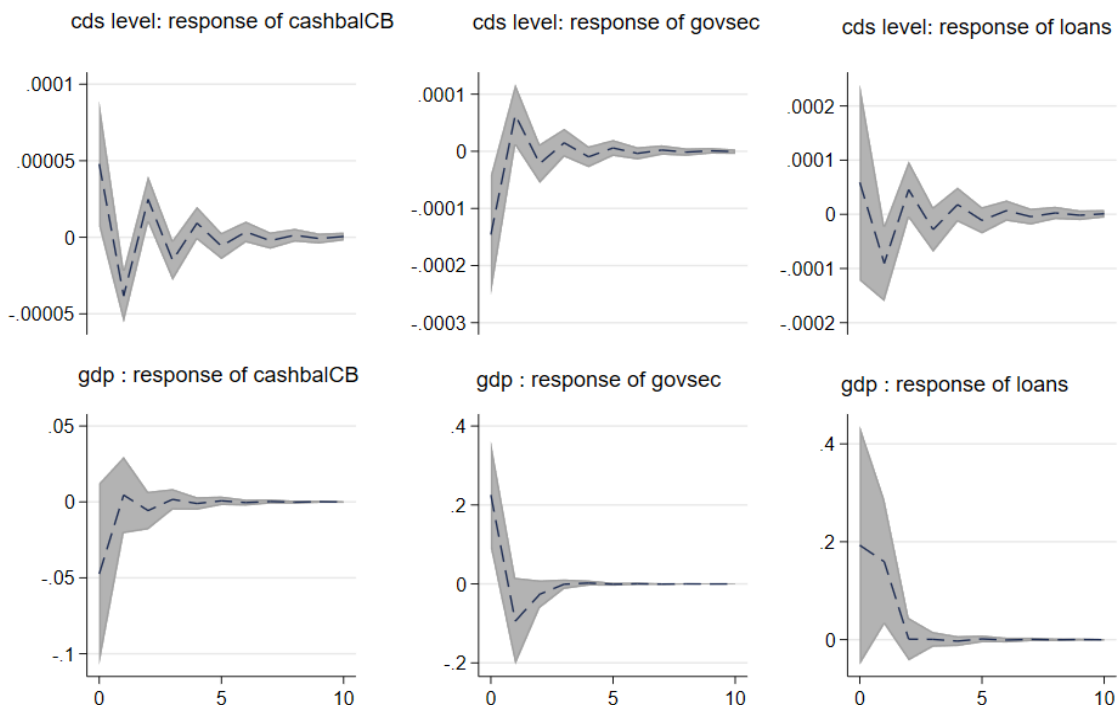 cds level: response of cashbalCB
cds level: response of govsec
cds level: response of loans
.0001
.00005
0
-.00005
.0001
0
-.0001
-.0002
-.0003
.0002
.0001
0
-.0001
-.0002
gdp : response of cashbalCB
gdp : response of govsec
gdp : response of loans
.05
0
-.05
-.1
0 5 10
.4
.2
0
-.2
0 5 10
.4
.2
0
0 5 10